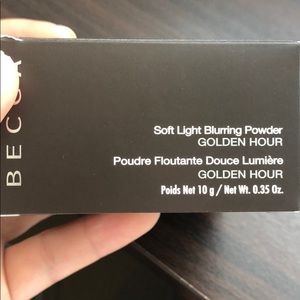 BECCA
Soft Light Blurring Powder
GOLDEN HOUR
Poudre Floutante Douce Lumière
GOLDEN HOUR
Poids Net 10 g / Net Wt. 0.35 Oz.